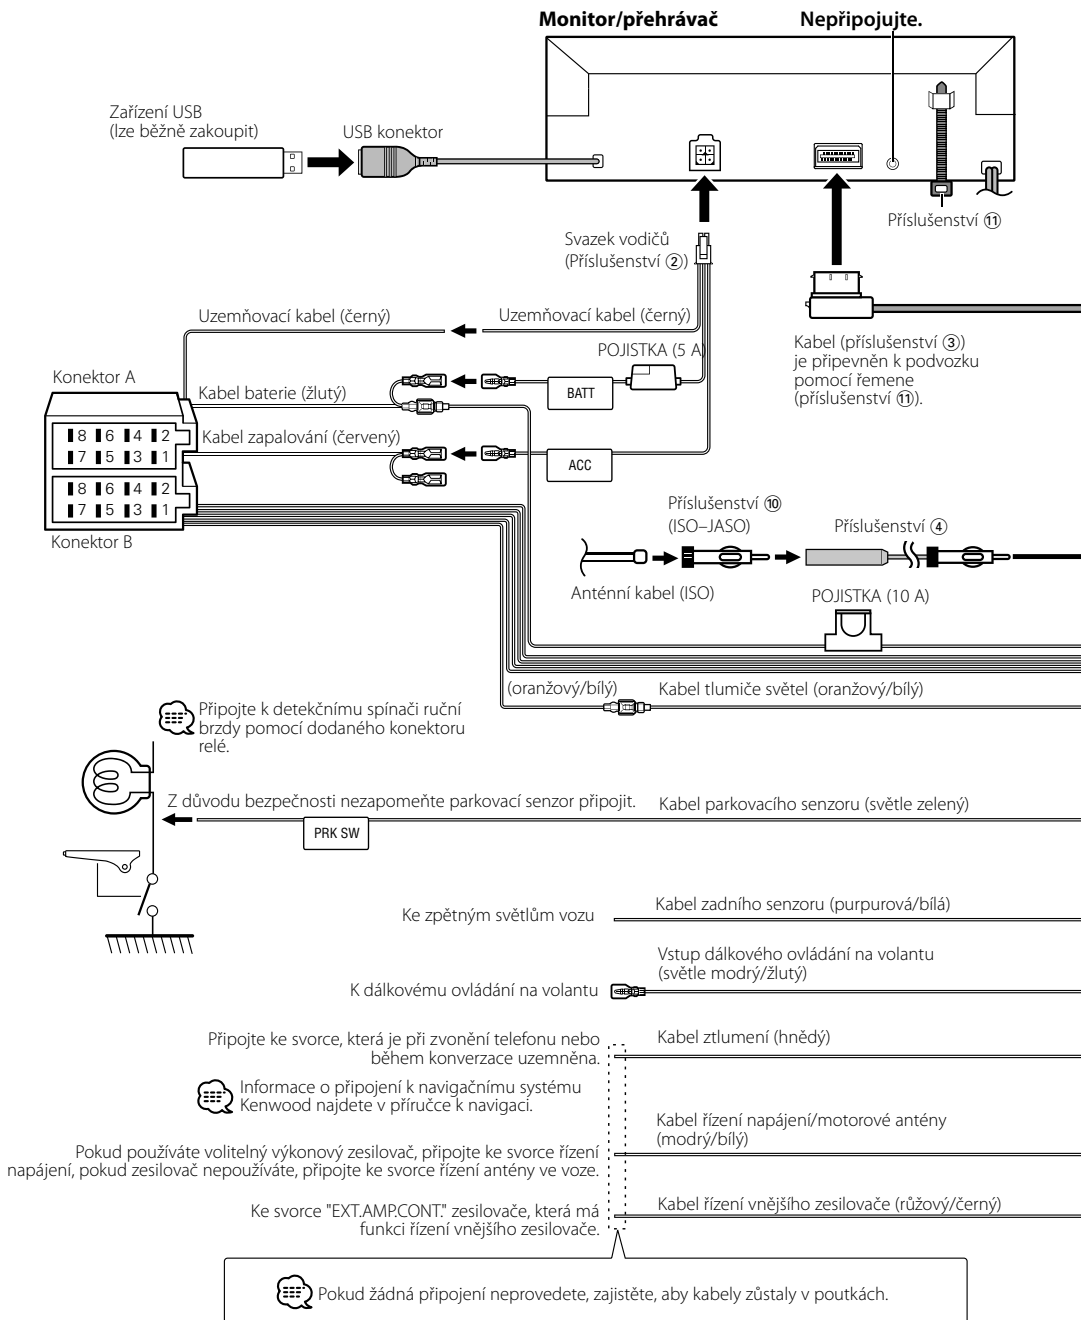 Monitor/přehrávač
Nepřipojujte.
Zařízení USB
(lze běžně zakoupit)
USB konektor
Příslušenství ⑪
Svazek vodičů
(Příslušenství ②)
Uzemňovací kabel (černý)
Uzemňovací kabel (černý)
POJISTKA (5 A)
Kabel (příslušenství ③)
je připevněn k podvozku
pomocí řemene
(příslušenství ⑪).
Konektor A
Kabel baterie (žlutý)
BATT
8 6 4 2
7 5 3 1
Kabel zapalování (červený)
ACC
8 6 4 2
7 5 3 1
Konektor B
Příslušenství ⑩
(ISO–JASO)
Příslušenství ④
Anténní kabel (ISO)
POJISTKA (10 A)
(oranžový/bílý)
Kabel tlumiče světel (oranžový/bílý)
Připojte k detekčnímu spínači ruční
brzdy pomocí dodaného konektoru
relé.
Z důvodu bezpečnosti nezapomeňte parkovací senzor připojit.
Kabel parkovacího senzoru (světle zelený)
PRK SW
Ke zpětným světlům vozu
Kabel zadního senzoru (purpurová/bílá)
Vstup dálkového ovládání na volantu
(světle modrý/žlutý)
K dálkovému ovládání na volantu
Připojte ke svorce, která je při zvonění telefonu nebo
během konverzace uzemněna.
Kabel ztlumení (hnědý)
Informace o připojení k navigačnímu systému
Kenwood najdete v příručce k navigaci.
Kabel řízení napájení/motorové antény
(modrý/bílý)
Pokud používáte volitelný výkonový zesilovač, připojte ke svorce řízení
napájení, pokud zesilovač nepoužíváte, připojte ke svorce řízení antény ve voze.
Ke svorce "EXT.AMP.CONT." zesilovače, která má
funkci řízení vnějšího zesilovače.
Kabel řízení vnějšího zesilovače (růžový/černý)
Pokud žádná připojení neprovedete, zajistěte, aby kabely zůstaly v poutkách.